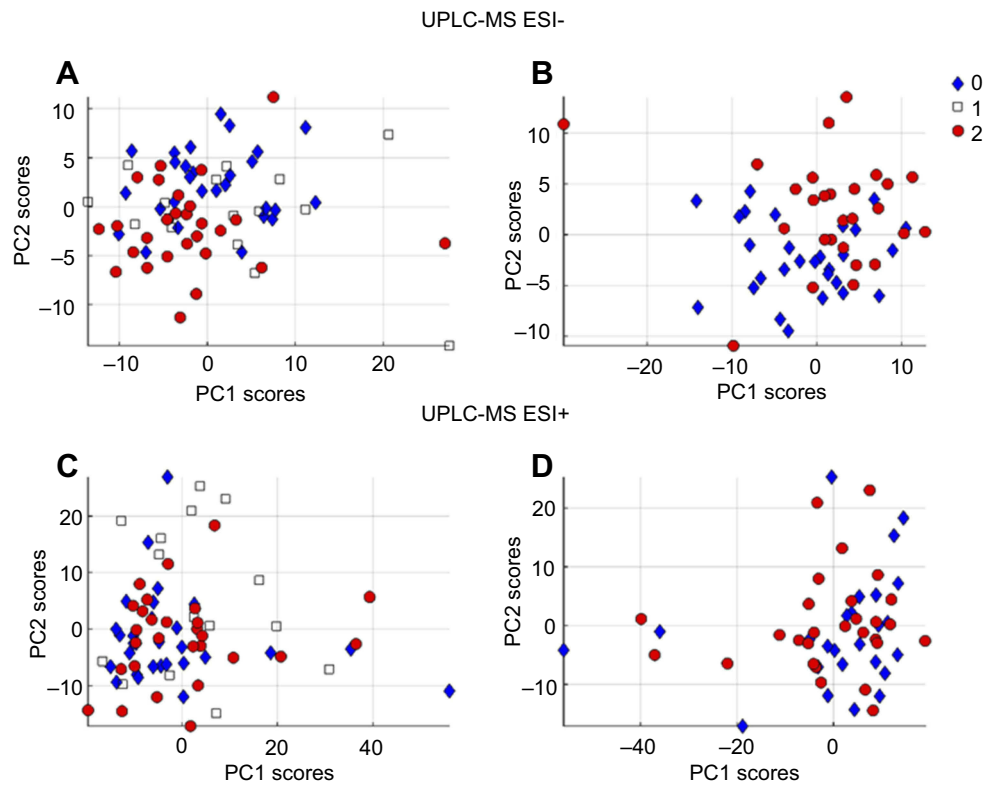 UPLC-MS ESI-
A
B
0
1
2
10
5
0
–5
–10
PC2 scores
–10
0
10
20
PC1 scores
10
5
0
–5
–10
PC2 scores
–20
–10
0
10
PC1 scores
UPLC-MS ESI+
C
D
20
10
0
–10
PC2 scores
0
20
40
PC1 scores
20
10
0
–10
PC2 scores
–40
–20
0
PC1 scores